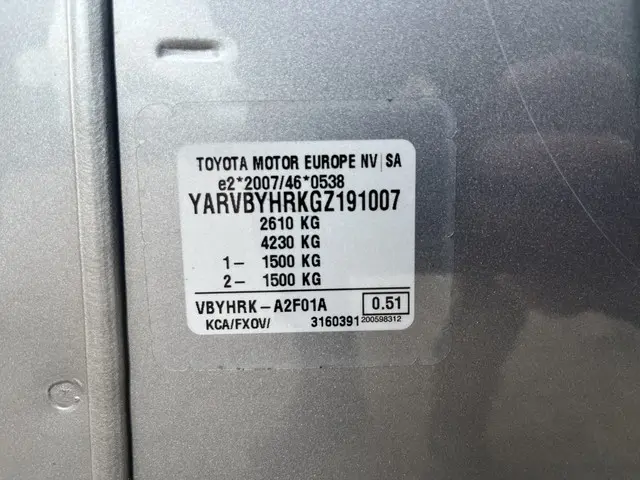 TOYOTA MOTOR EUROPE NV|SA
e2*2007/46*0538
YARVBYHRKGZ191007
2610 KG
4230 KG
1- 1500 KG
2- 1500 KG
VBYHRK-A2F01A 0.51
KCA/FXOV/ 3160391 200598312